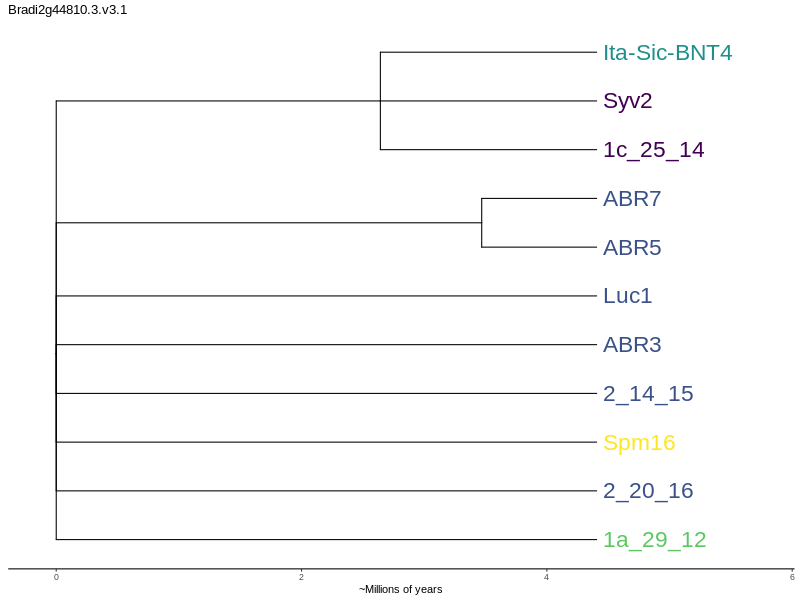 Bradi2g44810.3.v3.1
Ita-Sic-BNT4
Syv2
1c_25_14
ABR7
ABR5
Luc1
ABR3
2_14_15
Spm16
2_20_16
1a_29_12
0 2 4 6
~Millions of years